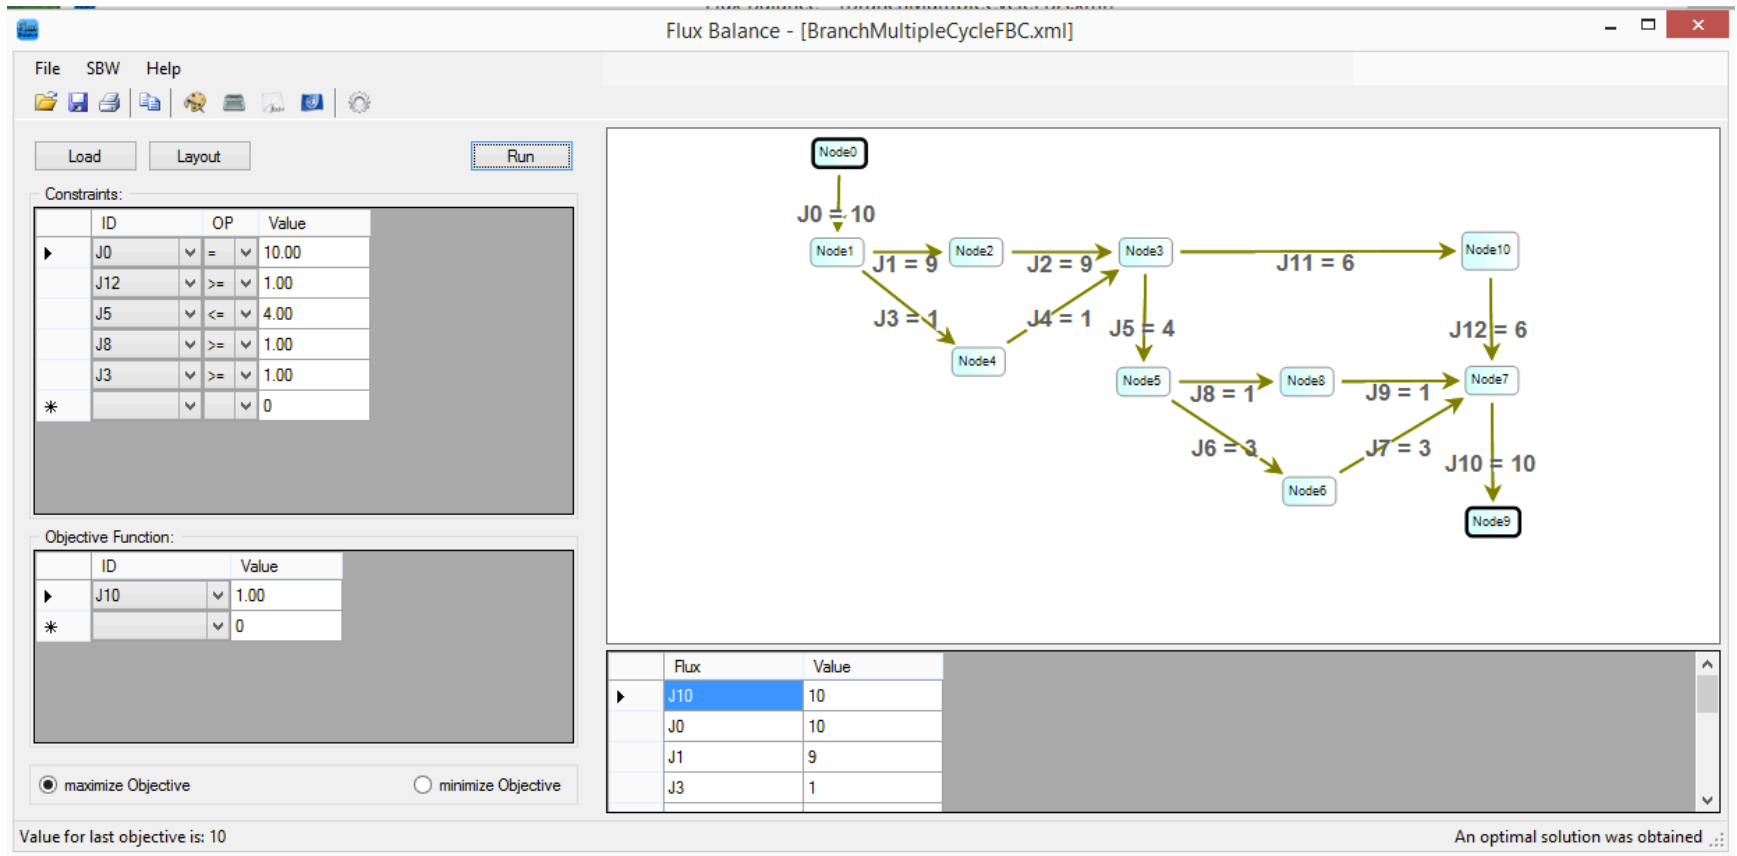 Flux Balance - [BranchMultipleCycleFBC.xml]
File SBW Help
Load Layout Run
Constraints:
ID OP Value
J0 = 10.00
J12 >= 1.00
J5 <= 4.00
J8 >= 1.00
J3 >= 1.00
0
Objective Function:
ID Value
J10 1.00
0
maximize Objective minimize Objective
Node0
J0 = 10
Node1
J1 = 9
Node2
J2 = 9
Node3
J11 = 6
Node10
J3 = 1
J4 = 1
J5 = 4
J12 = 6
Node4
Node5
J8 = 1
Node8
J9 = 1
Node7
J6 = 3
J7 = 3
J10 = 10
Node6
Node9
Flux Value
J10 10
J0 10
J1 9
J3 1
Value for last objective is: 10
An optimal solution was obtained